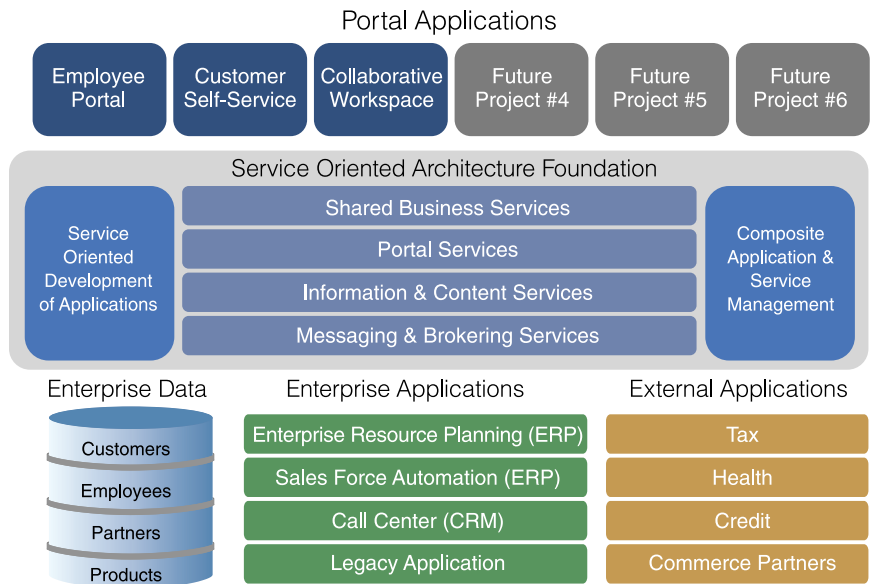 Portal Applications
Employee
Portal
Customer
Self-Service
Collaborative
Workspace
Future
Project #4
Future
Project #5
Future
Project #6
Service Oriented Architecture Foundation
Service
Oriented
Development
of Applications
Shared Business Services
Portal Services
Information & Content Services
Messaging & Brokering Services
Composite
Application &
Service
Management
Enterprise Data
Customers
Employees
Partners
Products
Enterprise Applications
Enterprise Resource Planning (ERP)
Sales Force Automation (ERP)
Call Center (CRM)
Legacy Application
External Applications
Tax
Health
Credit
Commerce Partners